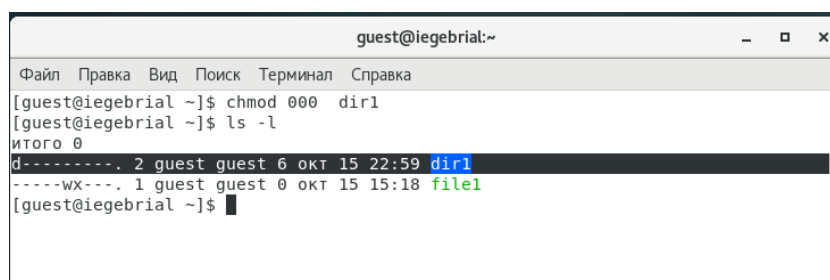 guest@iegebrial:~
Файл Правка Вид Поиск Терминал Справка
[guest@iegebrial ~]$ chmod 000  dir1
[guest@iegebrial ~]$ ls -l
итого 0
d---------. 2 guest guest 6 окт 15 22:59 dir1
-----wx---. 1 guest guest 0 окт 15 15:18 file1
[guest@iegebrial ~]$